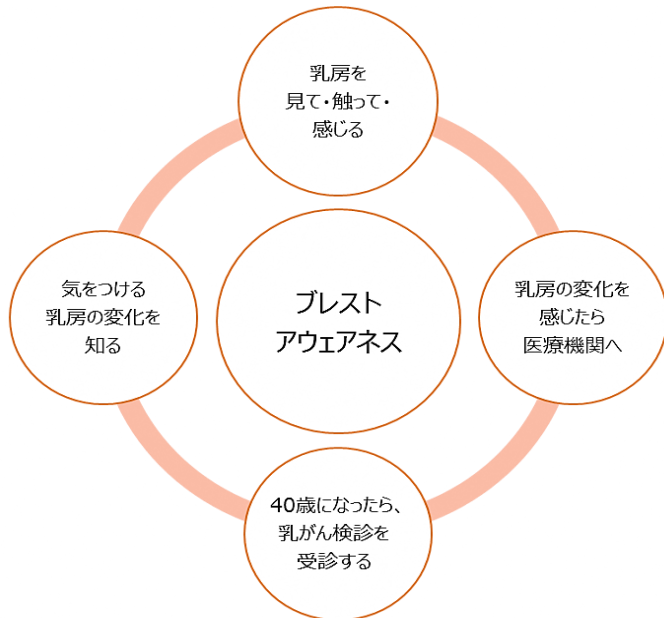 乳房を
見て・触って・
感じる
気をつける
乳房の変化を
知る
ブレスト
アウェアネス
乳房の変化を
感じたら
医療機関へ
40歳になったら、
乳がん検診を
受診する